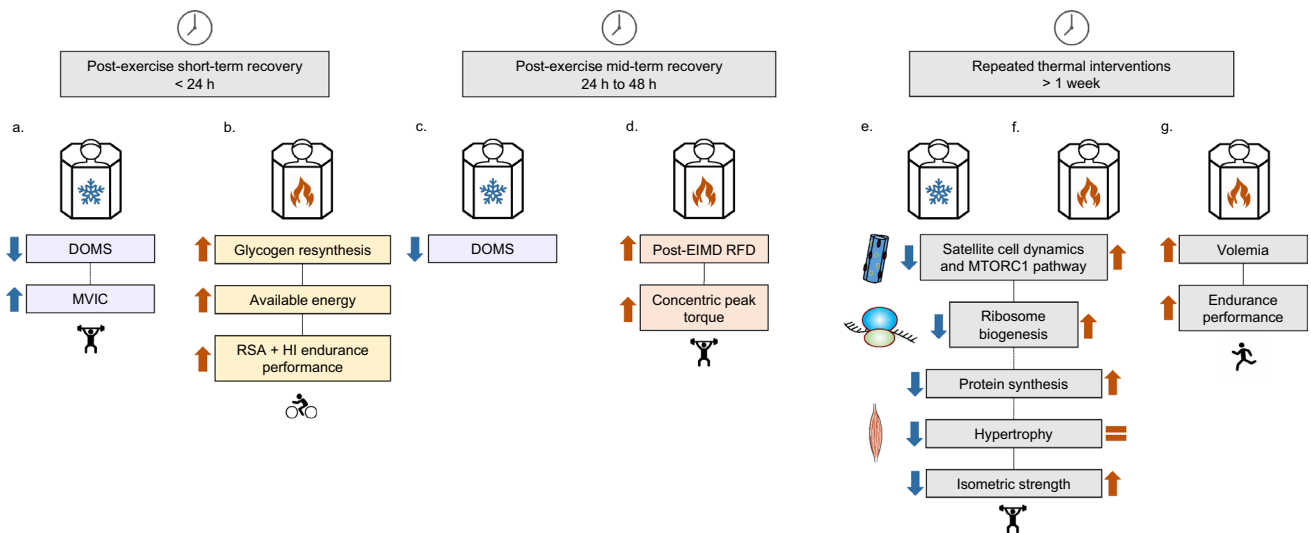 Post-exercise short-term recovery
< 24 h
Post-exercise mid-term recovery
24 h to 48 h
Repeated thermal interventions
> 1 week
a.
b.
c.
d.
e.
f.
g.
DOMS
MVIC
Glycogen resynthesis
Available energy
RSA + HI endurance
performance
DOMS
Post-EIMD RFD
Concentric peak
torque
Satellite cell dynamics
and MTORC1 pathway
Ribosome
biogenesis
Protein synthesis
Hypertrophy
Isometric strength
Volemia
Endurance
performance